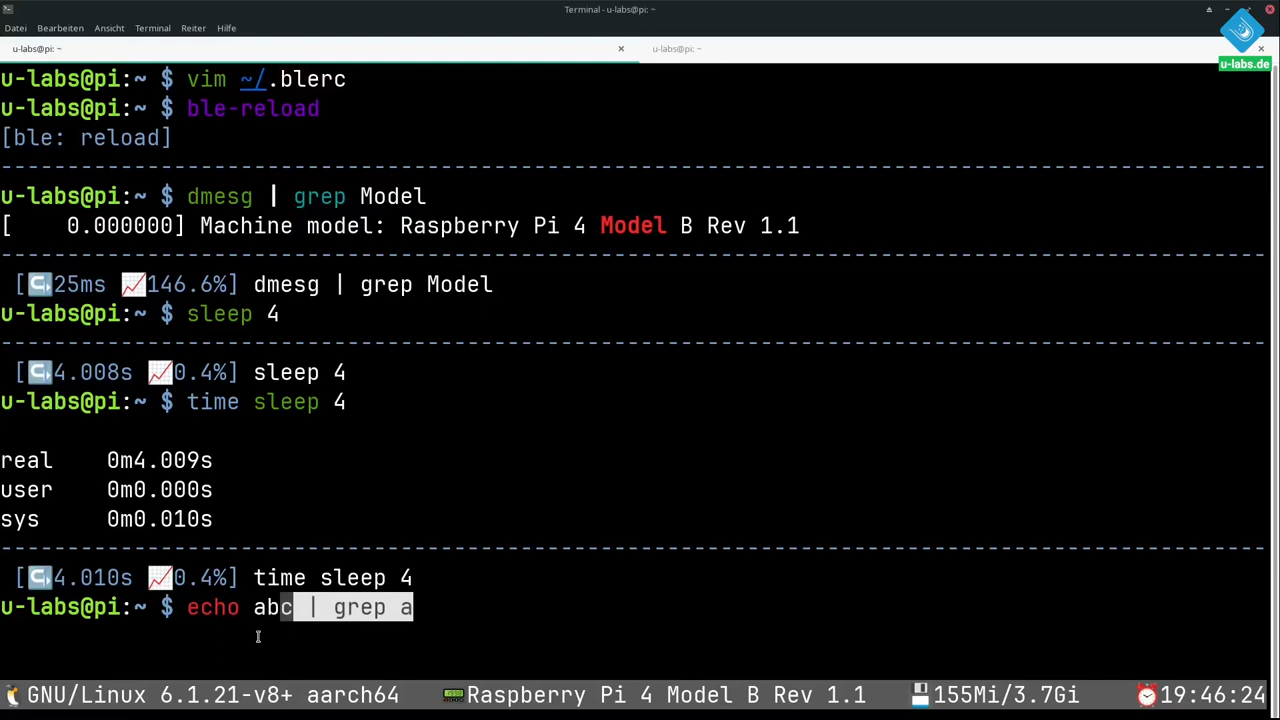 Terminal - u-labs@pi: ~
Datei Bearbeiten Ansicht Terminal Reiter Hilfe
u-labs@pi: ~ u-labs@pi: ~
u-labs.de
u-labs@pi:~ $ vim ~/.blerc
u-labs@pi:~ $ ble-reload
[ble: reload]
u-labs@pi:~ $ dmesg | grep Model
[    0.000000] Machine model: Raspberry Pi 4 Model B Rev 1.1
[↪️25ms 📈146.6%] dmesg | grep Model
u-labs@pi:~ $ sleep 4
[↪️4.008s 📈0.4%] sleep 4
u-labs@pi:~ $ time sleep 4
real    0m4.009s
user    0m0.000s
sys     0m0.010s
[↪️4.010s 📈0.4%] time sleep 4
u-labs@pi:~ $ echo abc | grep a
🐧GNU/Linux 6.1.21-v8+ aarch64 📟Raspberry Pi 4 Model B Rev 1.1 💾155Mi/3.7Gi ⏰19:46:24